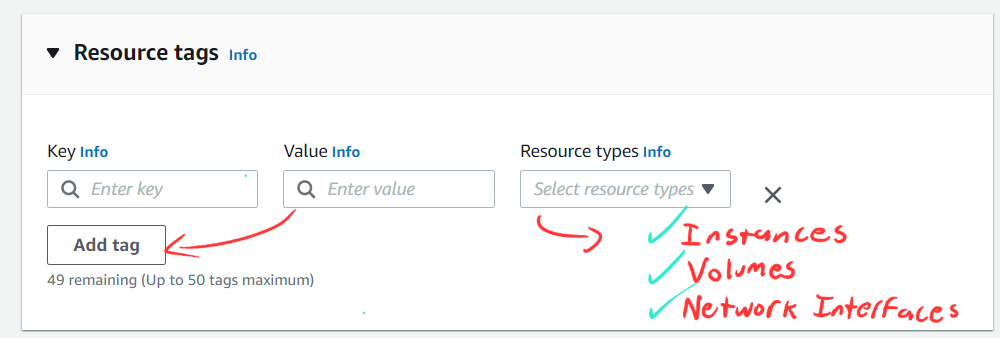 Resource tags Info
Key Info Value Info Resource types Info
Enter key Enter value Select resource types
Add tag
Instances
49 remaining (Up to 50 tags maximum)
Volumes
Network Interfaces